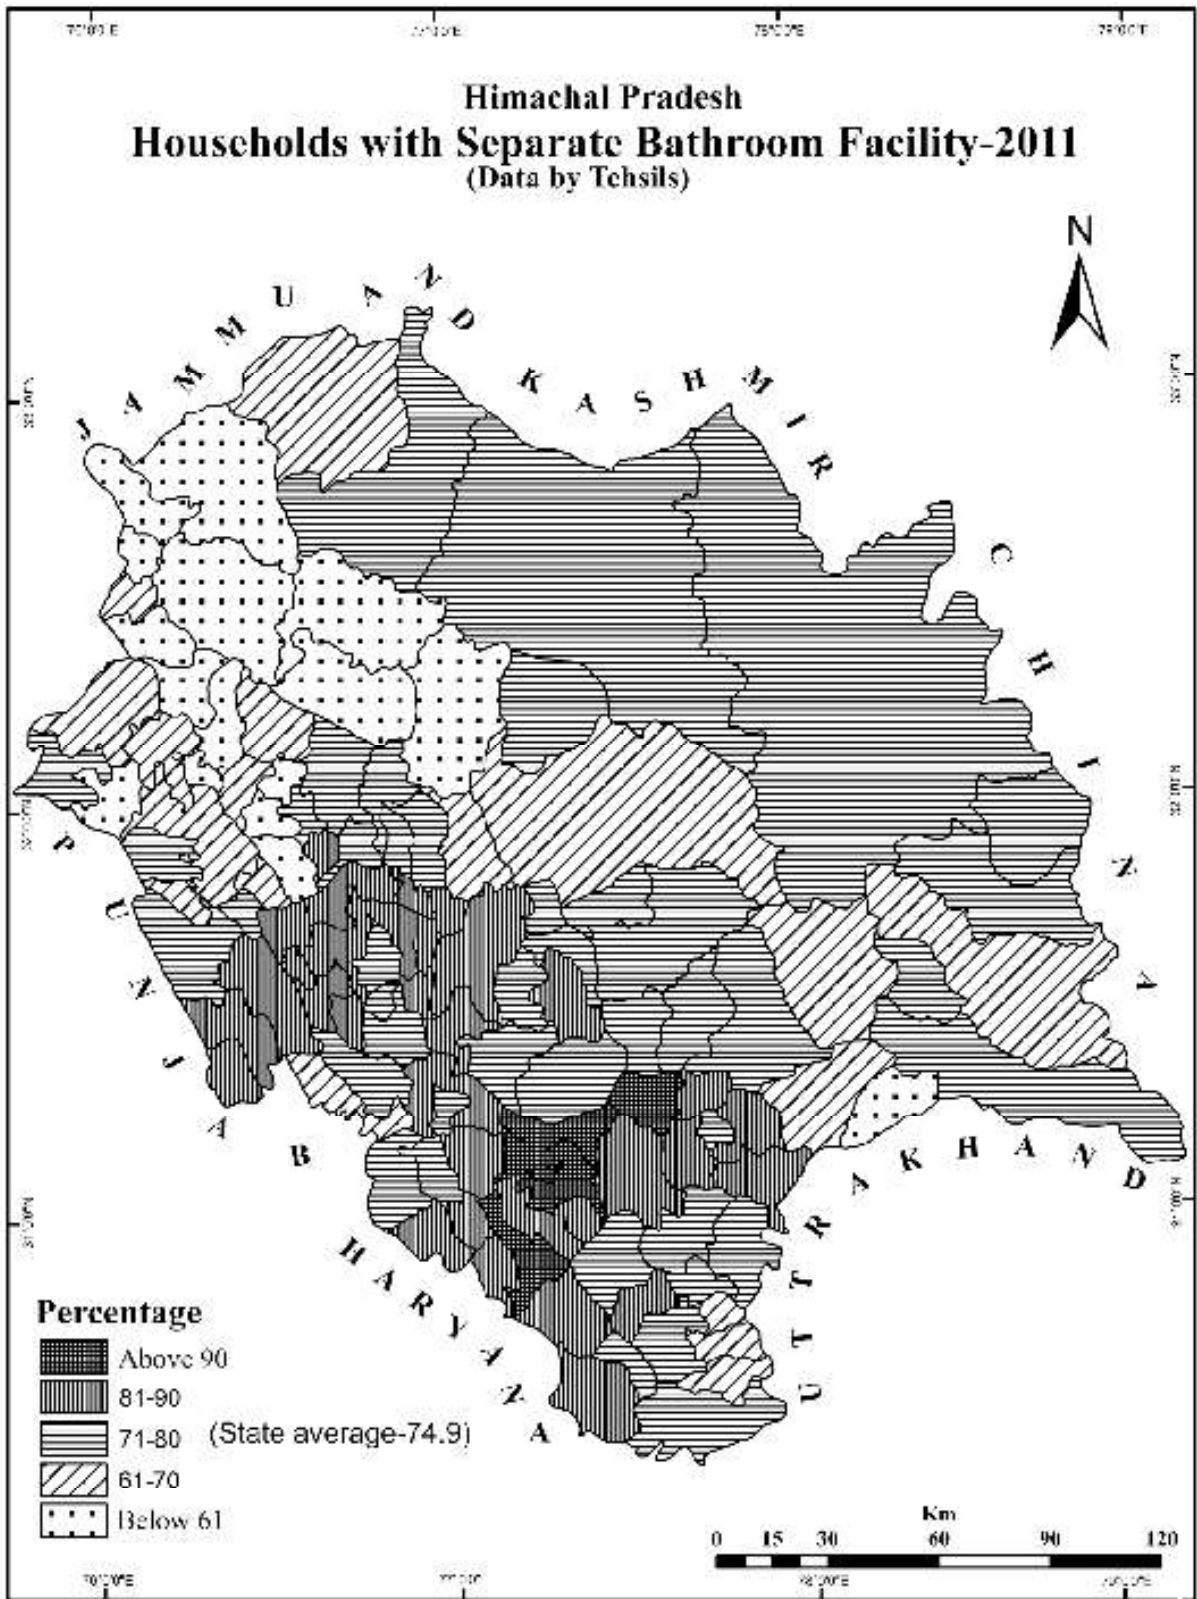 Himachal Pradesh
Households with Separate Bathroom Facility-2011
(Data by Tehsils)
N
JAMMU AND KASHMIR
CHINA
PUNJAB
HARYANA
UTTRAKHAND
Percentage
Above 90
81-90
71-80 (State average-74.9)
61-70
Below 61
Km
0 15 30 60 90 120